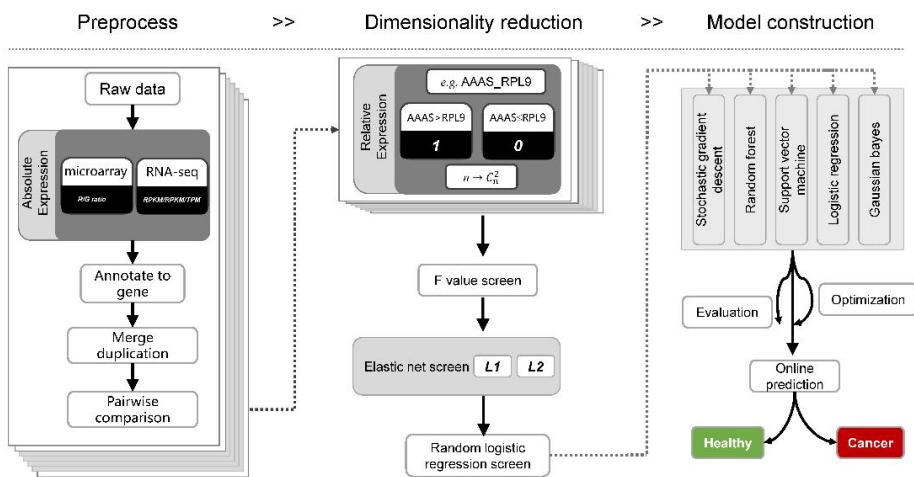 Preprocess >> Dimensionality reduction >> Model construction
Raw data
Absolute
Expression
microarray
R/G ratio
RNA-seq
RPKM/RPKM/TPM
Annotate to
gene
Merge
duplication
Pairwise
comparison
Relative
Expression
e.g. AAAS_RPL9
AAAS>RPL9
1
AAAS≤RPL9
0
n → C²ₙ
F value screen
Elastic net screen L1 L2
Random logistic
regression screen
Stochastic gradient
descent
Random forest
Support vector
machine
Logistic regression
Gaussian bayes
Evaluation
Optimization
Online
prediction
Healthy
Cancer